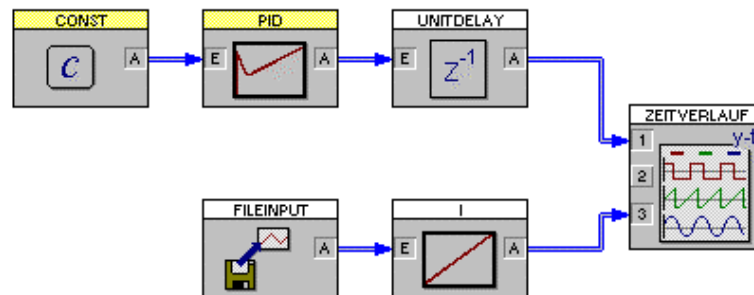 CONST
PID
UNITDELAY
C
A
E
A
E
Z-1
A
ZEITVERLAUF
y-t
1
2
3
FILEINPUT
I
A
E
A